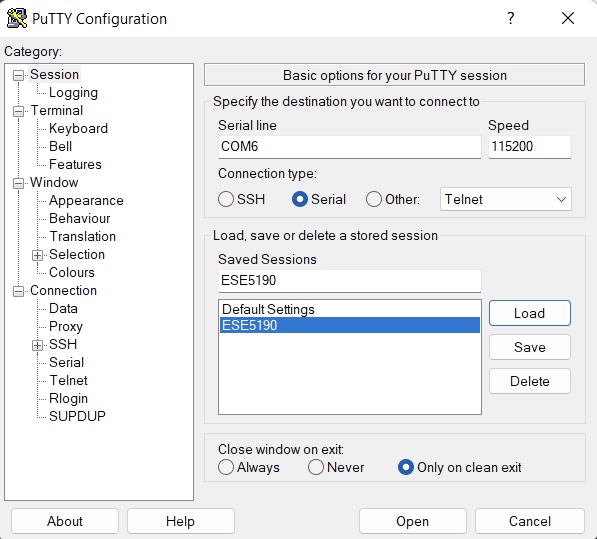 PuTTY Configuration
?
Category:
Session
Logging
Terminal
Keyboard
Bell
Features
Window
Appearance
Behaviour
Translation
Selection
Colours
Connection
Data
Proxy
SSH
Serial
Telnet
Rlogin
SUPDUP
Basic options for your PuTTY session
Specify the destination you want to connect to
Serial line Speed
COM6 115200
Connection type:
SSH Serial Other: Telnet
Load, save or delete a stored session
Saved Sessions
ESE5190
Default Settings
ESE5190
Load
Save
Delete
Close window on exit:
Always Never Only on clean exit
About Help Open Cancel